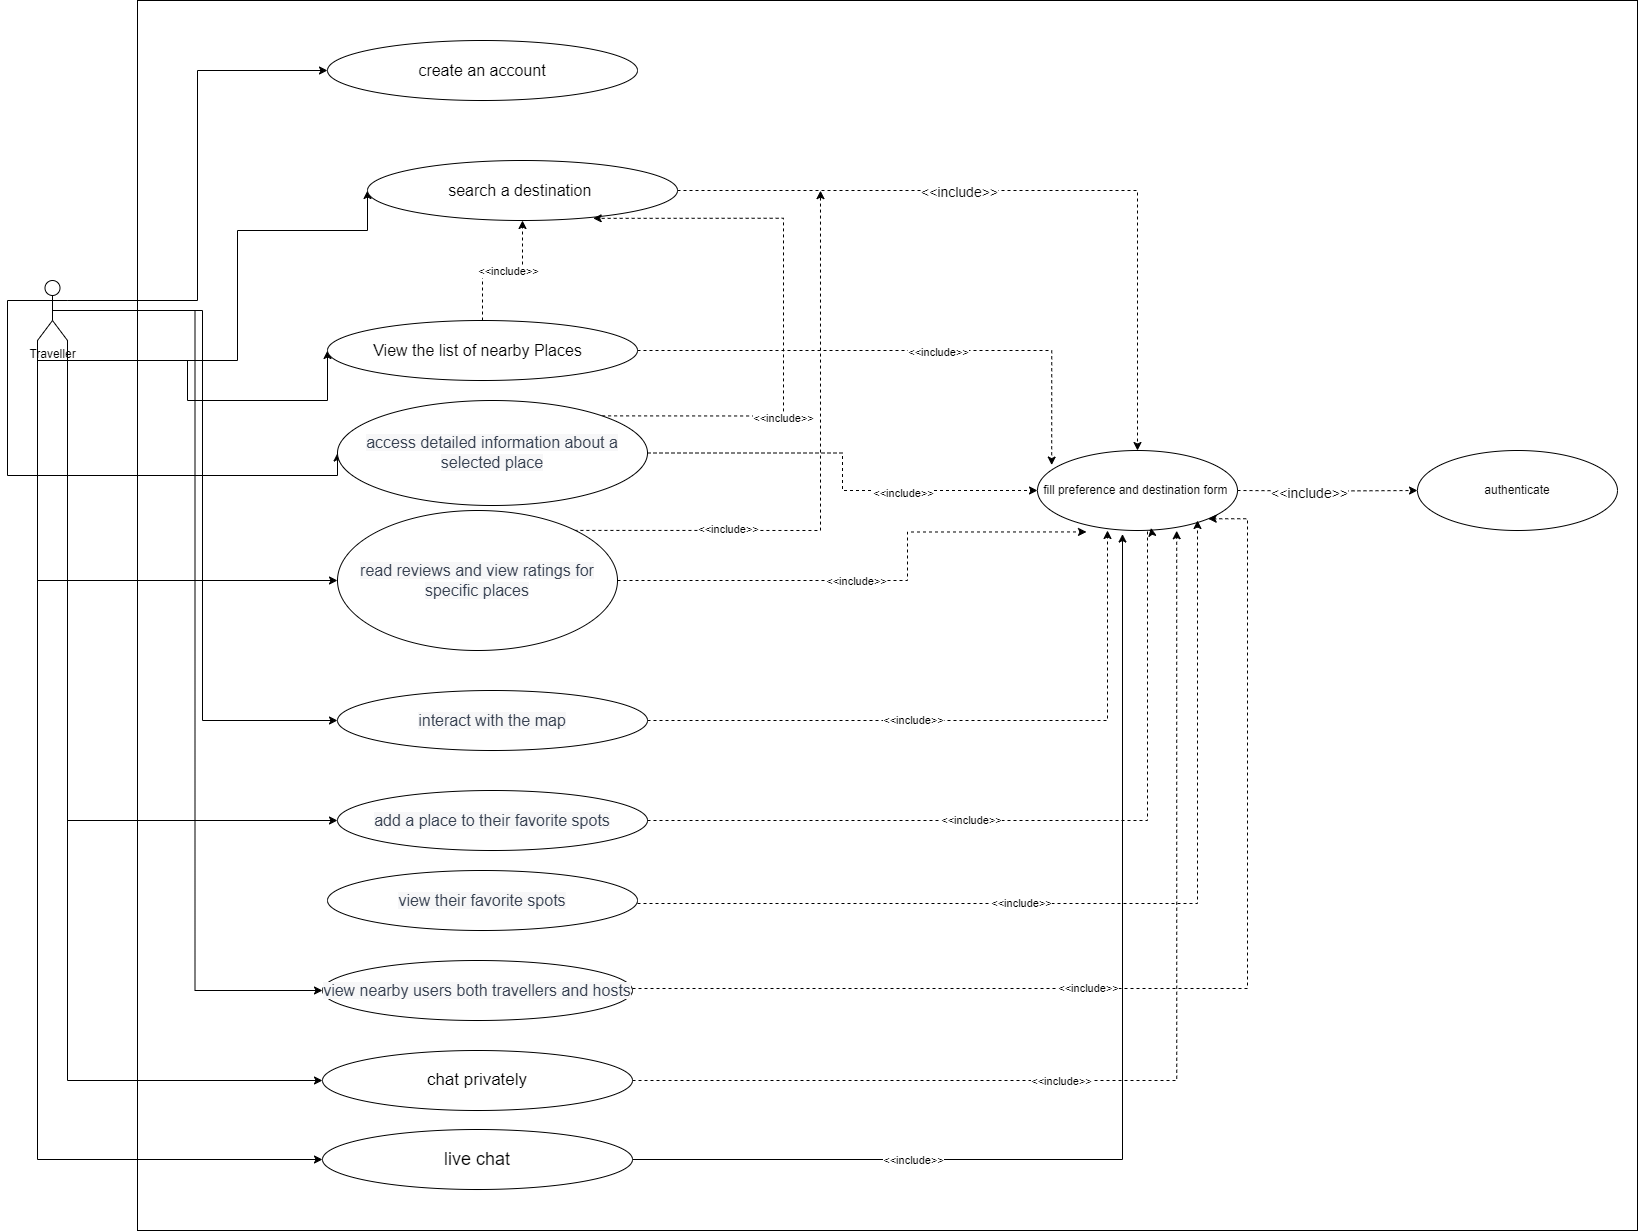 create an account
search a destination
<<include>>
<<include>>
Traveller
View the list of nearby Places
<<include>>
<<include>>
access detailed information about a
selected place
<<include>>
fill preference and destination form
<<include>>
authenticate
<<include>>
read reviews and view ratings for
specific places
<<include>>
interact with the map
<<include>>
add a place to their favorite spots
<<include>>
view their favorite spots
<<include>>
view nearby users both travellers and hosts
<<include>>
chat privately
<<include>>
live chat
<<include>>